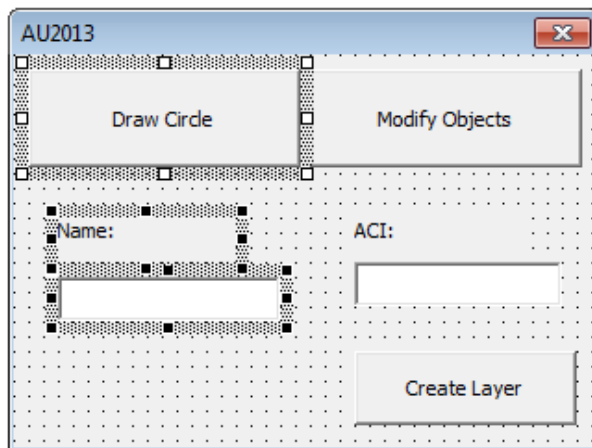 AU2013
Draw Circle
Modify Objects
Name:
ACI:
Create Layer